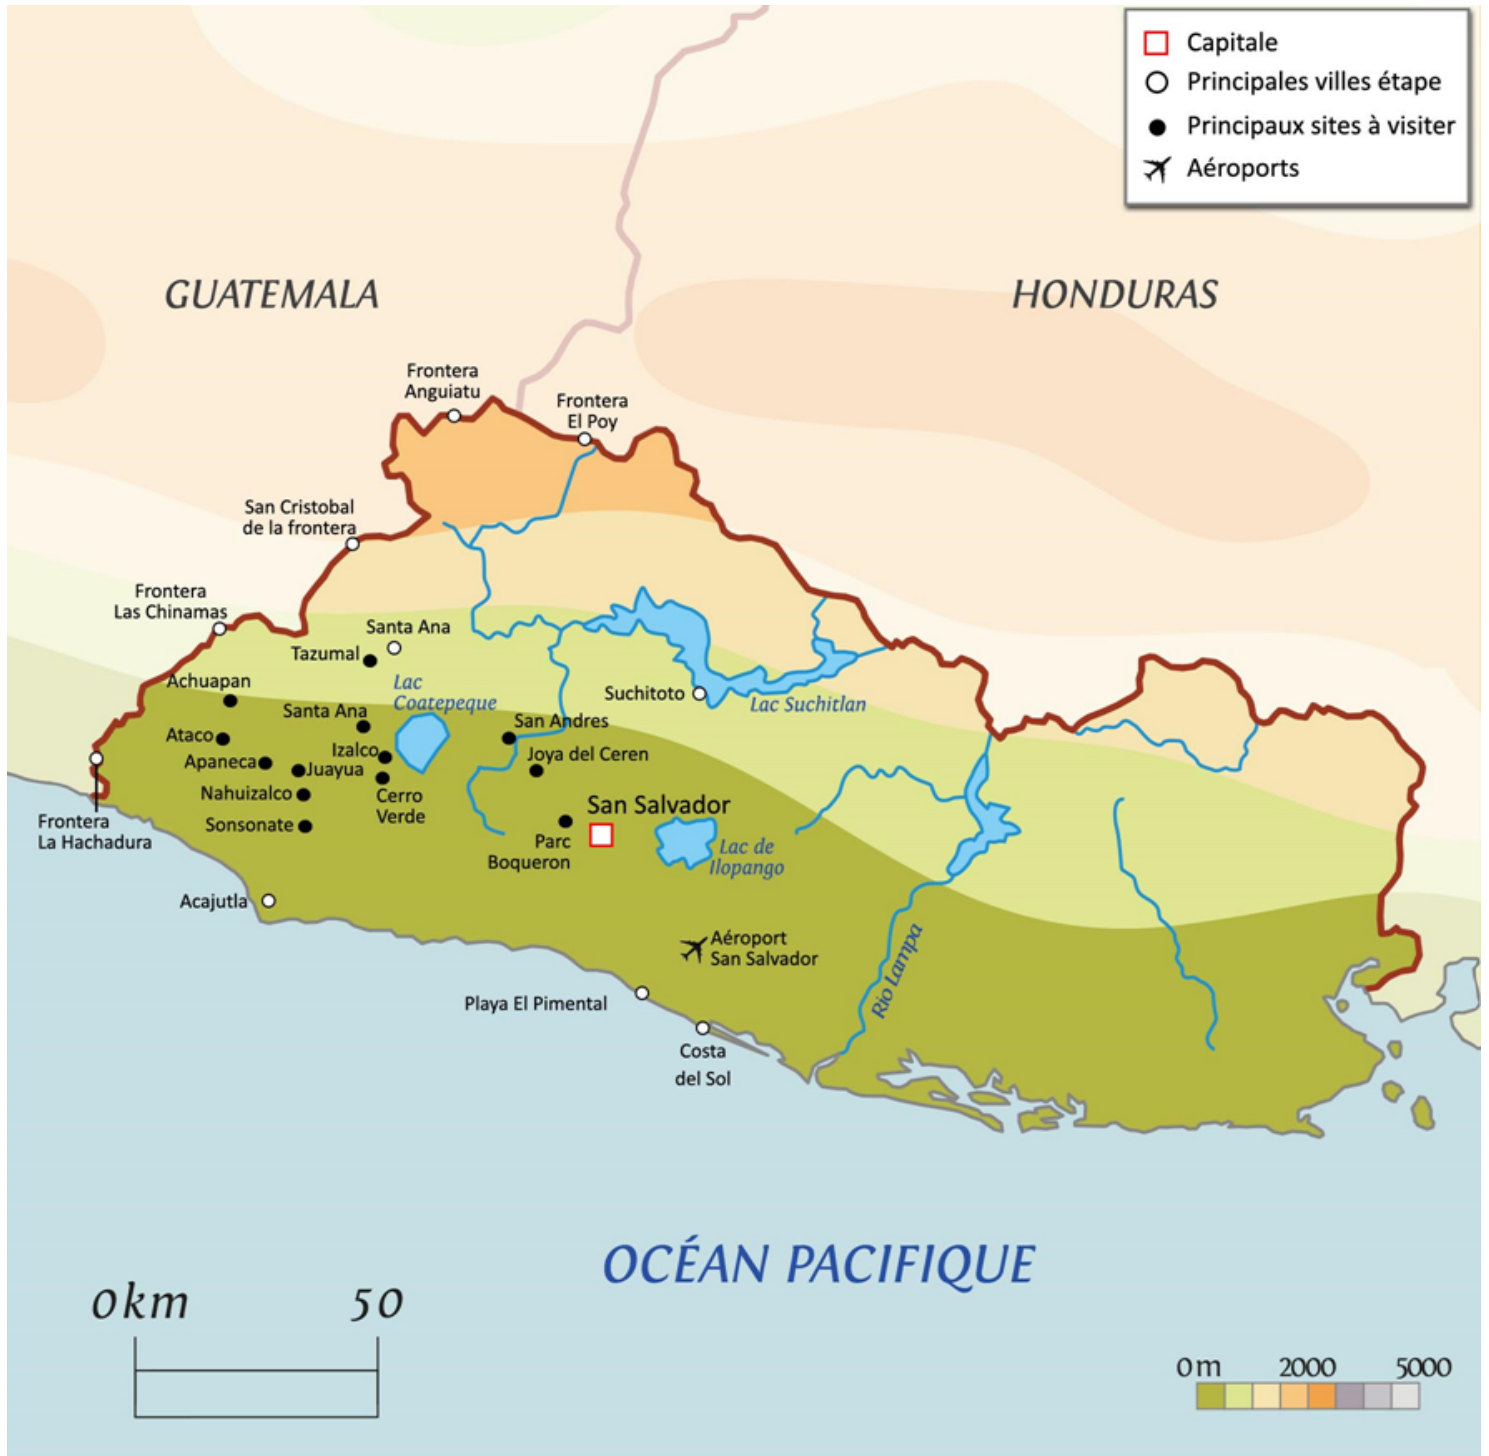 Capitale
Principales villes étape
Principaux sites à visiter
Aéroports
GUATEMALA
HONDURAS
Frontera
Anguiatu
Frontera
El Poy
San Cristobal
de la frontera
Frontera
Las Chinamas
Santa Ana
Tazumal
Achuapan
Lac
Coatepeque
Suchitoto
Lac Suchitlan
Santa Ana
San Andres
Ataco
Izalco
Joya del Ceren
Apaneca
Juayua
Nahuizalco
Cerro
Verde
San Salvador
Sonsonate
Frontera
La Hachadura
Parc
Boqueron
Lac de
Ilopango
Acajutla
Aéroport
San Salvador
Rio Lampa
Playa El Pimental
Costa
del Sol
OCÉAN PACIFIQUE
0 km 50
0 m 2000 5000